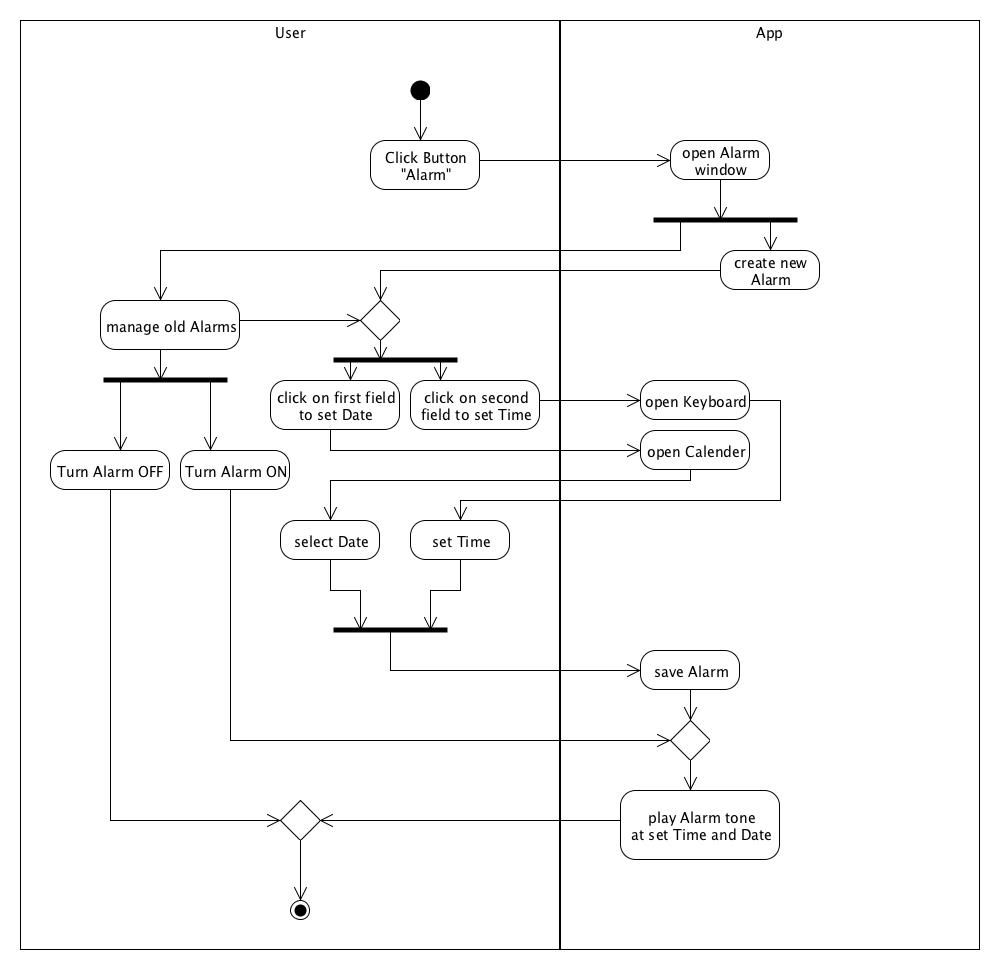 User
App
Click Button
"Alarm"
open Alarm
window
create new
Alarm
manage old Alarms
click on first field
to set Date
click on second
field to set Time
open Keyboard
open Calender
Turn Alarm OFF
Turn Alarm ON
select Date
set Time
save Alarm
play Alarm tone
at set Time and Date